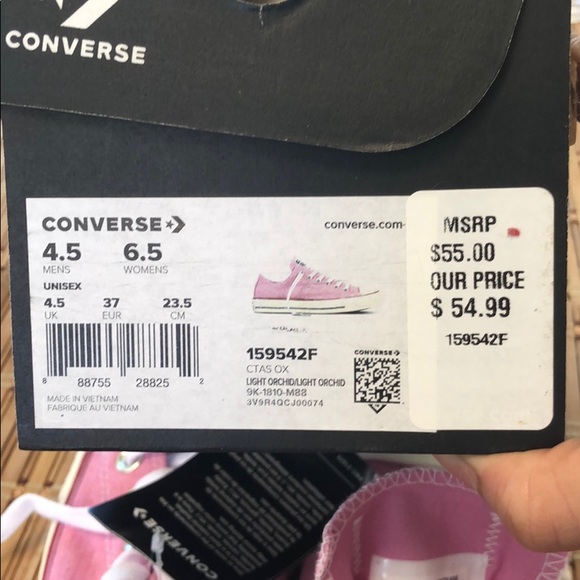 CONVERSE
CONVERSE
converse.com
4.5 6.5
MENS WOMENS
UNISEX
4.5 37 23.5
UK EUR CM
8 88755 28825 2
MADE IN VIETNAM
FABRIQUE AU VIETNAM
159542F
CTAS OX
LIGHT ORCHID/LIGHT ORCHID
9K-1810-M88
3V9R4QCJ00074
CONVERSE
MSRP
$55.00
OUR PRICE
$ 54.99
159542F
CONVERSE